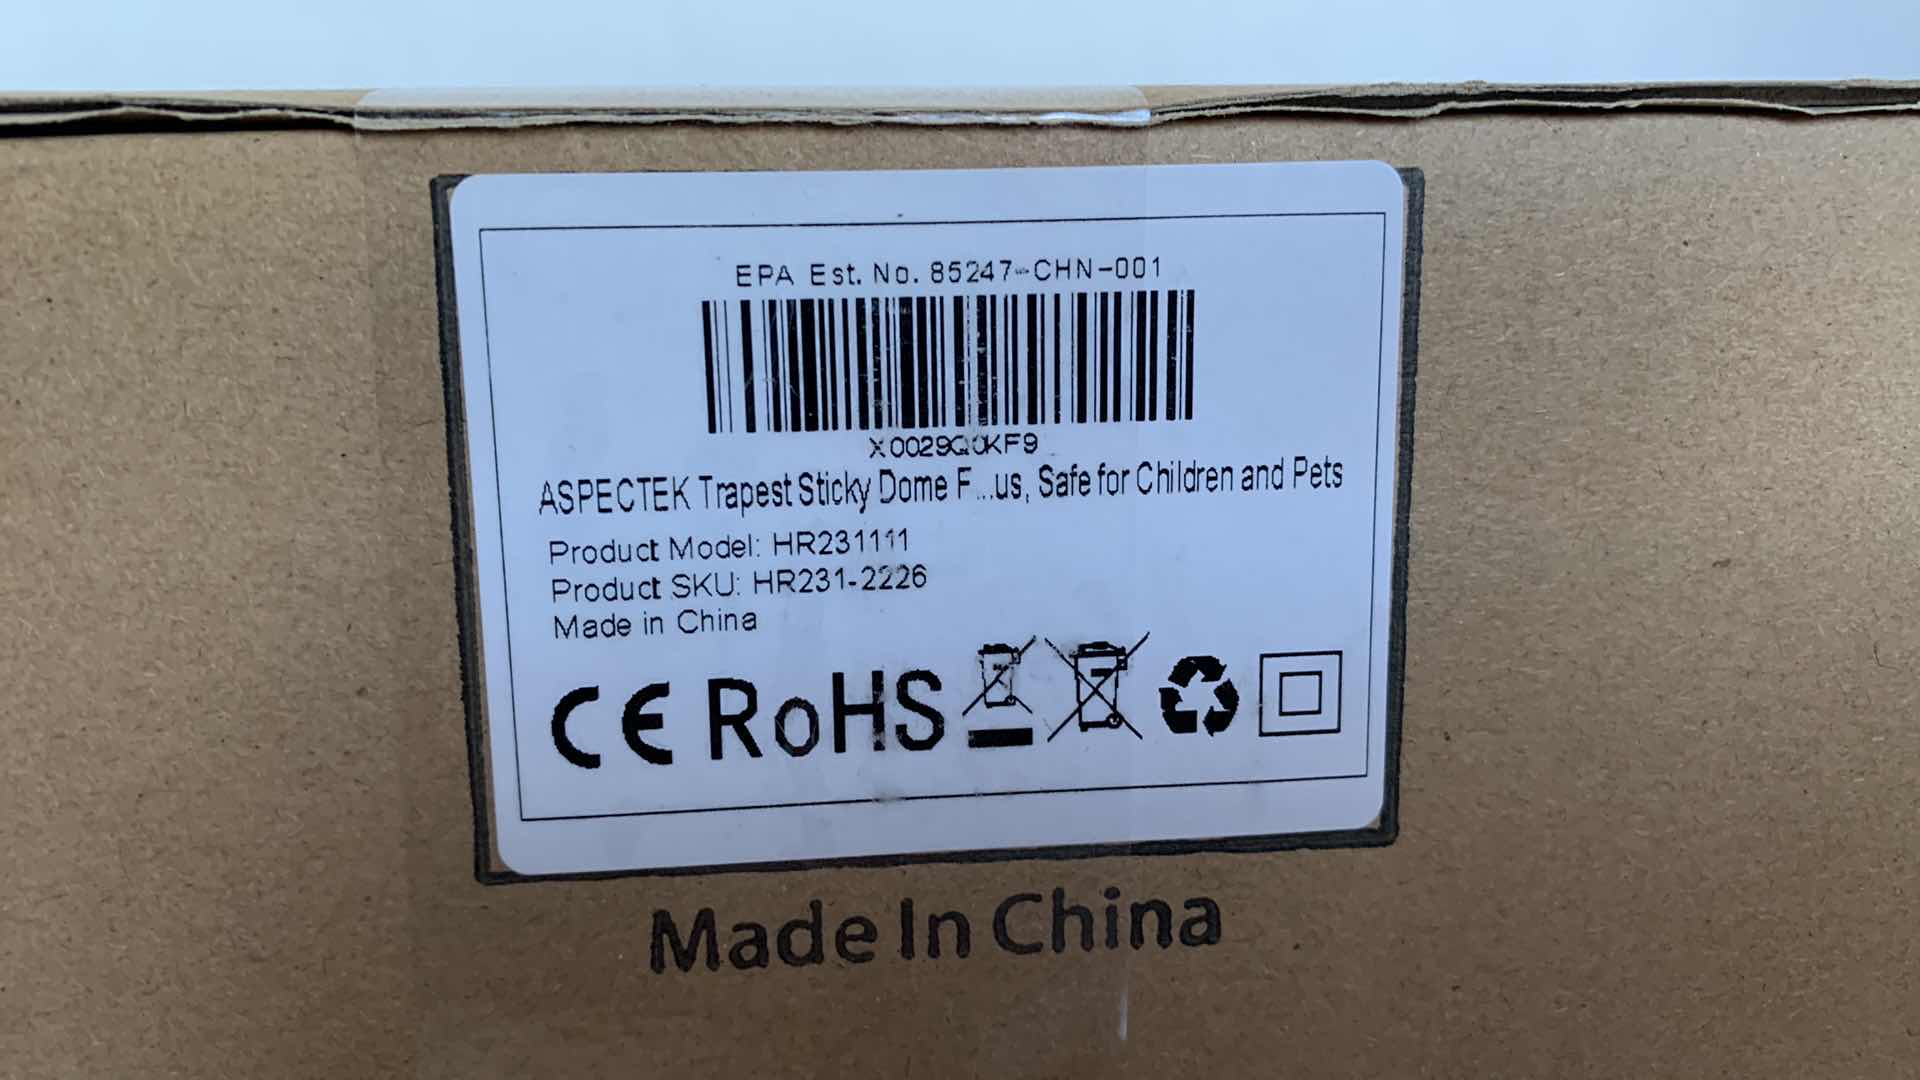 EPA Est. No. 85247-CHN-001
X0029Q0KF9
ASPECTEK Trapest Sticky Dome F...us, Safe for Children and Pets
Product Model: HR231111
Product SKU: HR231-2226
Made in China
CE RoHS
Made In China